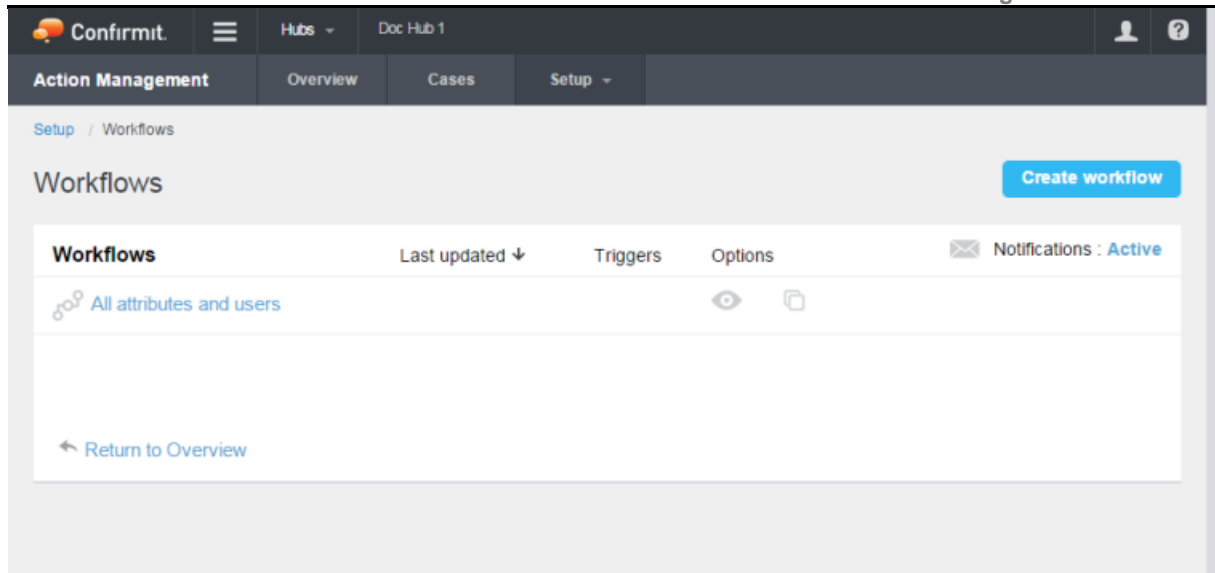 Confirmit. Hubs Doc Hub 1
Action Management Overview Cases Setup
Setup / Workflows
Workflows
Create workflow
Workflows Last updated Triggers Options Notifications : Active
All attributes and users
Return to Overview